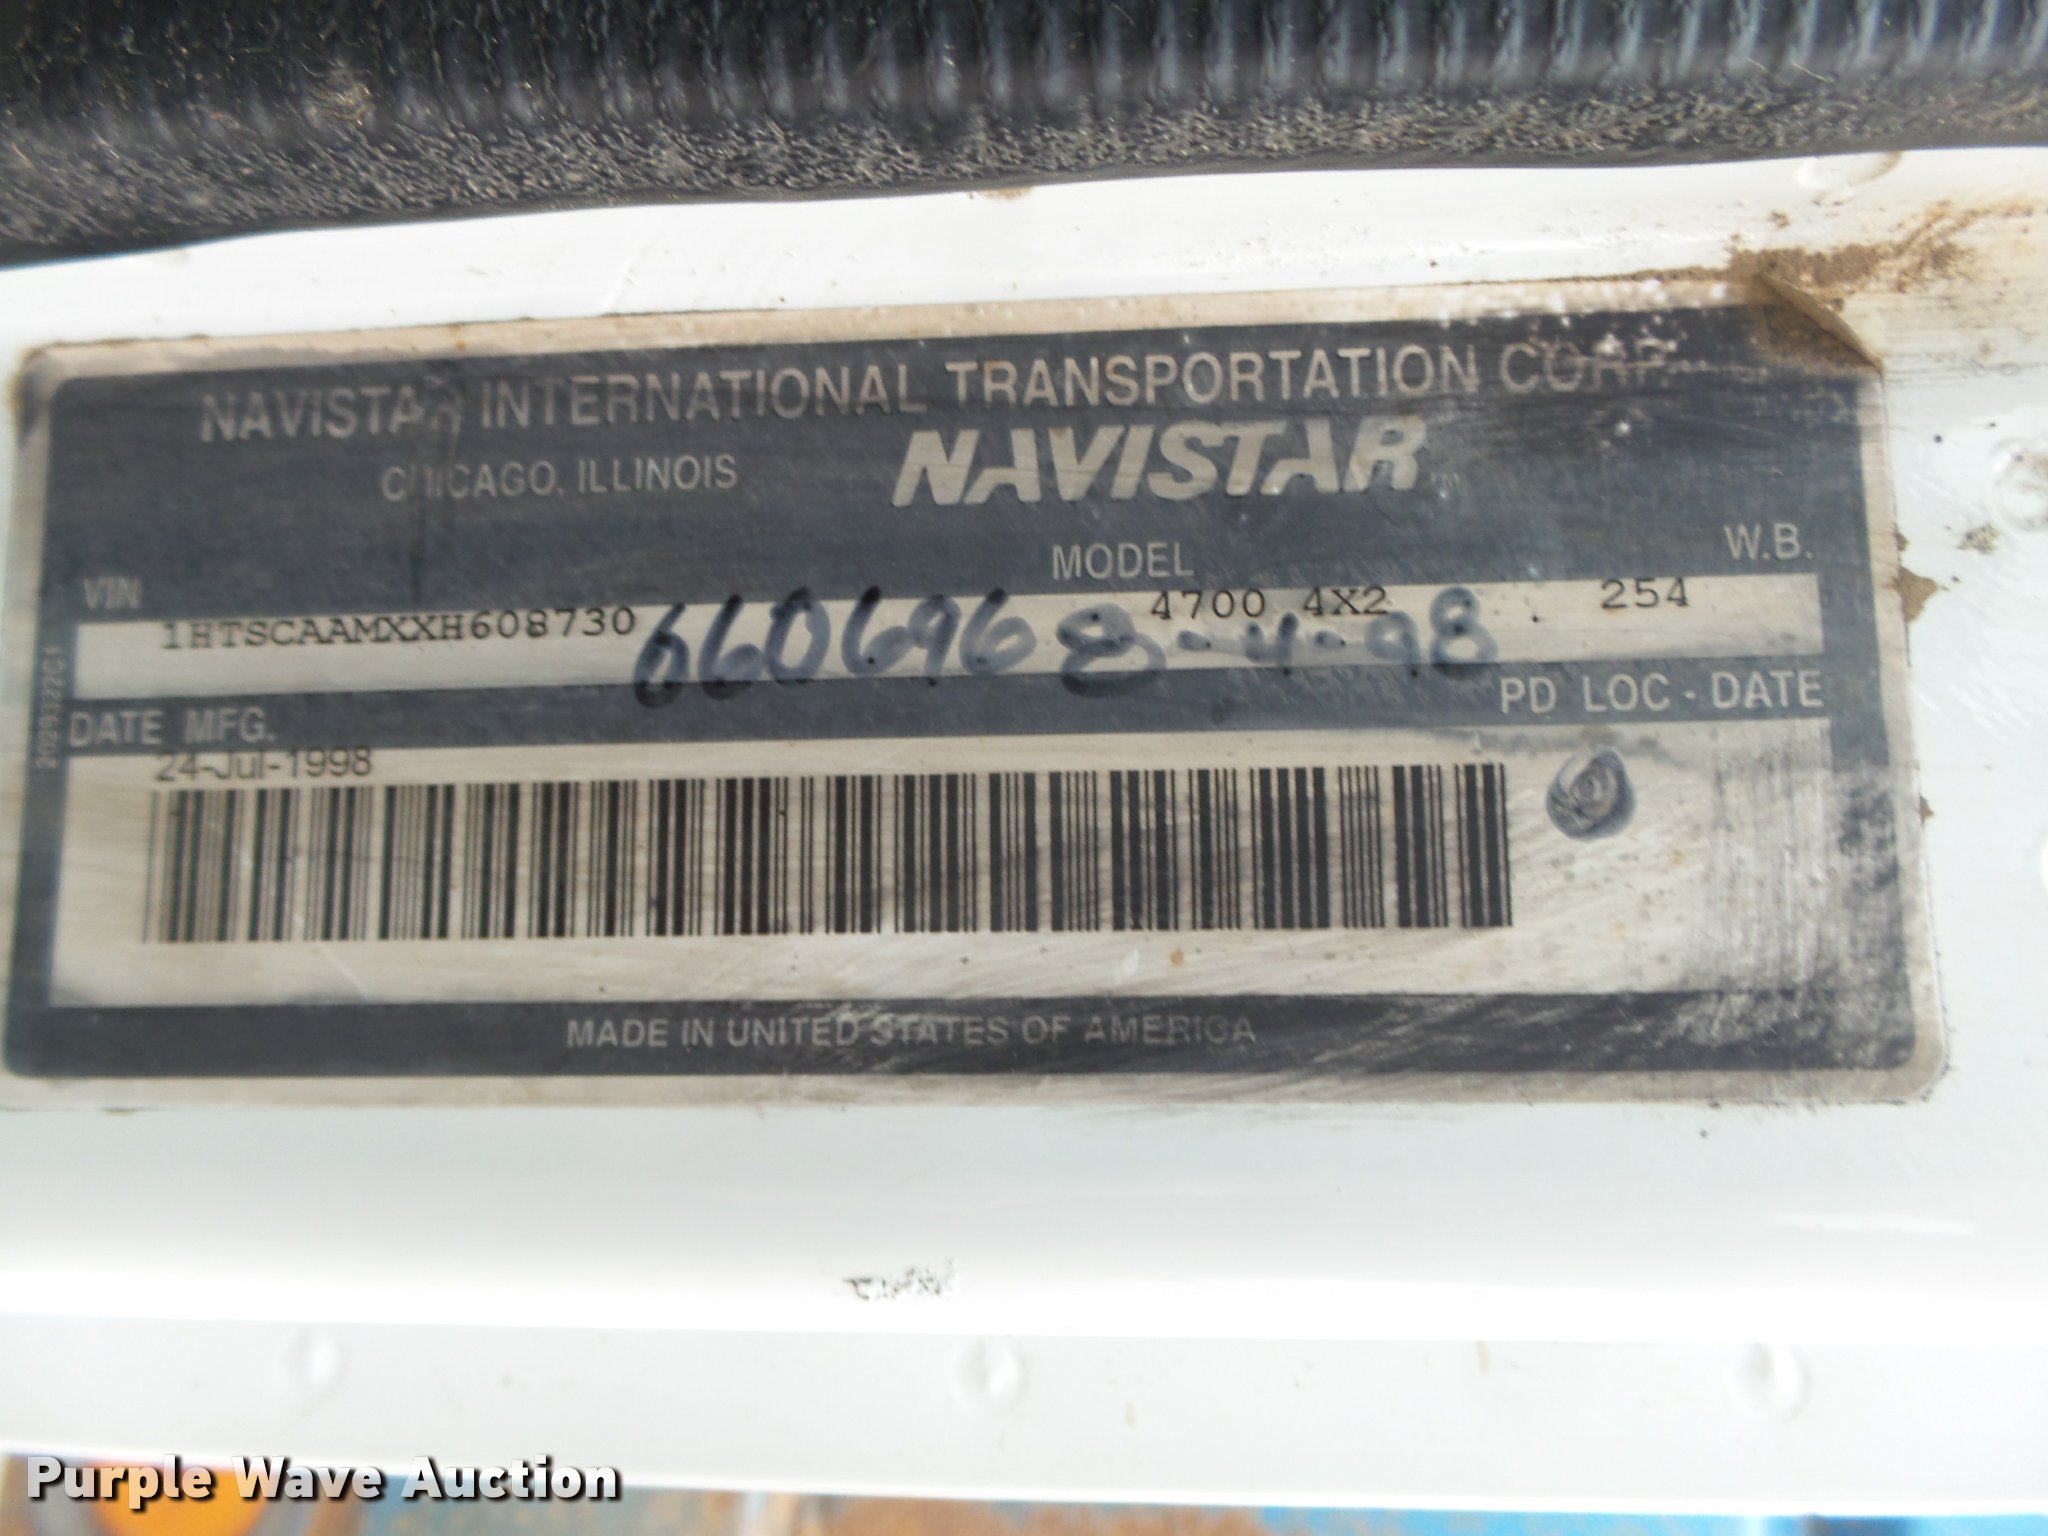 NAVISTAR INTERNATIONAL TRANSPORTATION CORP.
CHICAGO, ILLINOIS NAVISTAR
VIN MODEL W.B.
1HTSCAAMXXH608730 4700 4X2 254
660696 8-4-98
DATE MFG. PD LOC - DATE
24-Jul-1998
MADE IN UNITED STATES OF AMERICA
Purple Wave Auction